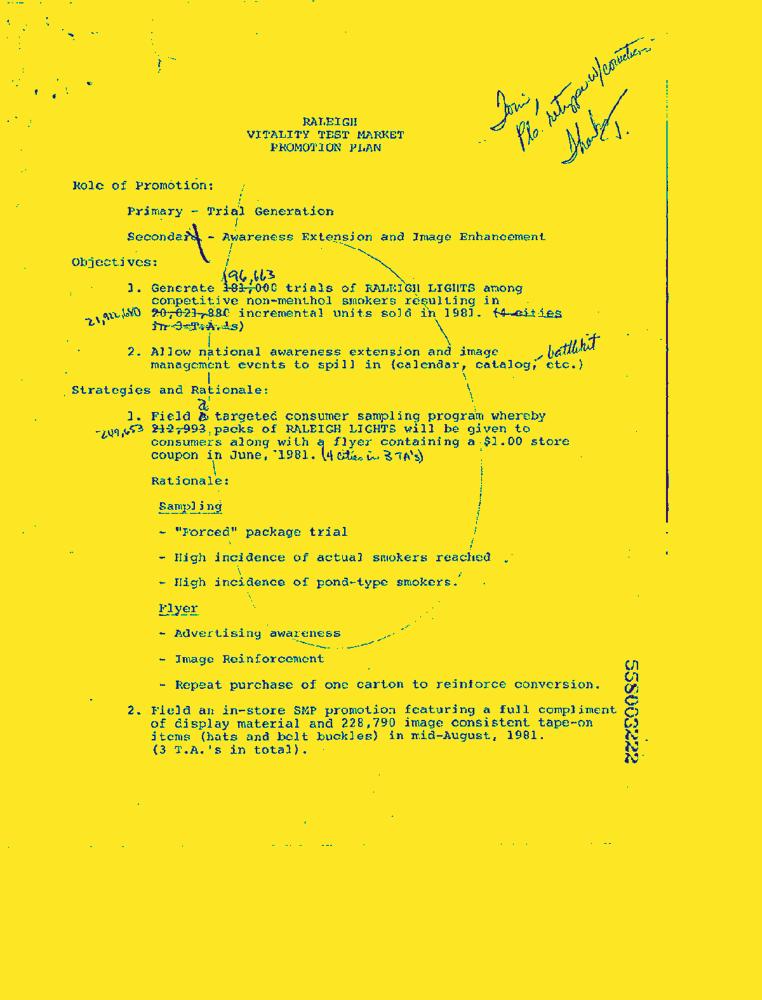 Toni,
Pls. retype w/corrections
Thanks,
J.
RALEIGH
VITALITY TEST MARKET
PROMOTION PLAN
Role of Promotion:
Primary - Trial Generation
Secondary - Awareness Extension and Image Enhancement
Objectives:
196,663
1. Generate 181,000 trials of RALEIGH LIGHTS among
competitive non-menthol smokers resulting in
20,021,880 incremental units sold in 1981. (4 cities
in 3 T.A.'s)
2. Allow national awareness extension and image
management events to spill in (calendar, catalog, etc.)
Strategies and Rationale:
a
1. Field targeted consumer sampling program whereby
212,993 packs of RALEIGH LIGHTS will be given to
consumers along with a flyer containing a $1.00 store
coupon in June, 1981. (4 cities in 3 TA's)
Rationale:
Sampling
- "Forced" package trial
- High incidence of actual smokers reached
- High incidence of pond-type smokers.
Flyer
- Advertising awareness
- Image Reinforcement
- Repeat purchase of one carton to reinforce conversion.
2. Field an in-store SMP promotion featuring a full compliment
of display material and 228,790 image consistent tape-on
items (hats and belt buckles) in mid-August, 1981.
(3 T.A.'s in total).
5580003222